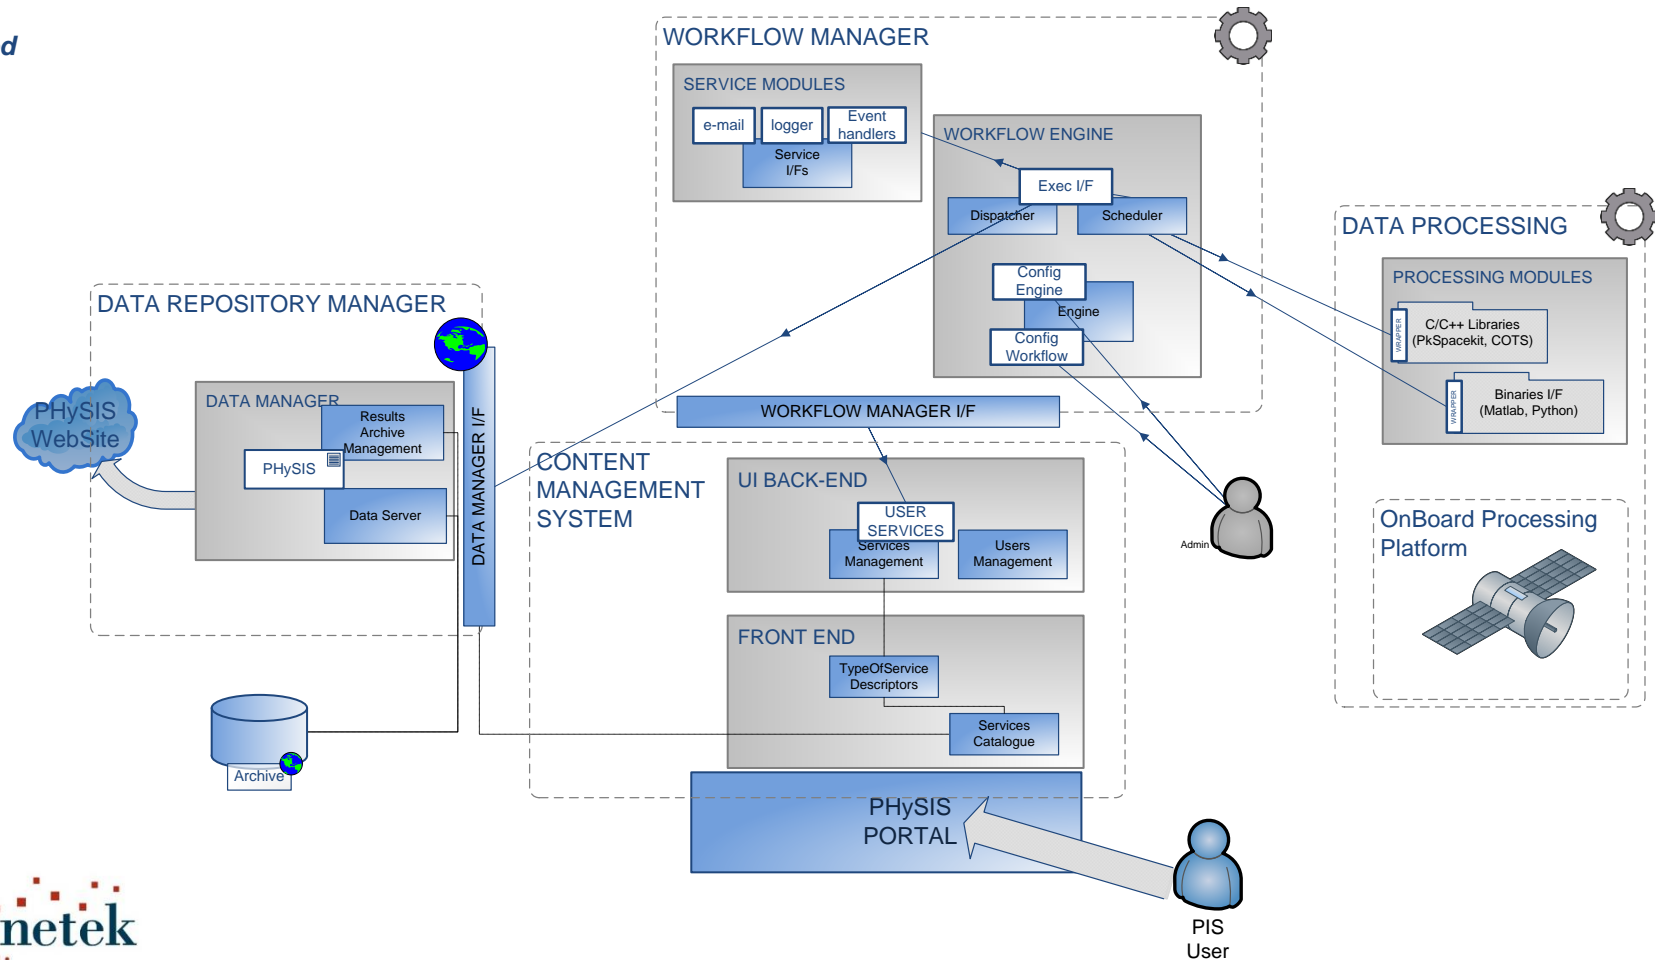 d
WORKFLOW MANAGER
SERVICE MODULES
e-mail
logger
Event
handlers
Service
I/Fs
WORKFLOW ENGINE
Exec I/F
Dispatcher
Scheduler
Config
Engine
Engine
Config
Workflow
WORKFLOW MANAGER I/F
DATA PROCESSING
PROCESSING MODULES
WRAPPER
C/C++ Libraries
(PkSpacekit, COTS)
WRAPPER
Binaries I/F
(Matlab, Python)
OnBoard Processing
Platform
DATA REPOSITORY MANAGER
PHySIS
WebSite
DATA MANAGER
Results
Archive
Management
PHySIS
Data Server
DATA MANAGER I/F
Archive
CONTENT
MANAGEMENT
SYSTEM
UI BACK-END
USER
SERVICES
Services
Management
Users
Management
Admin
FRONT END
TypeOfService
Descriptors
Services
Catalogue
PHySIS
PORTAL
PIS
User
netek